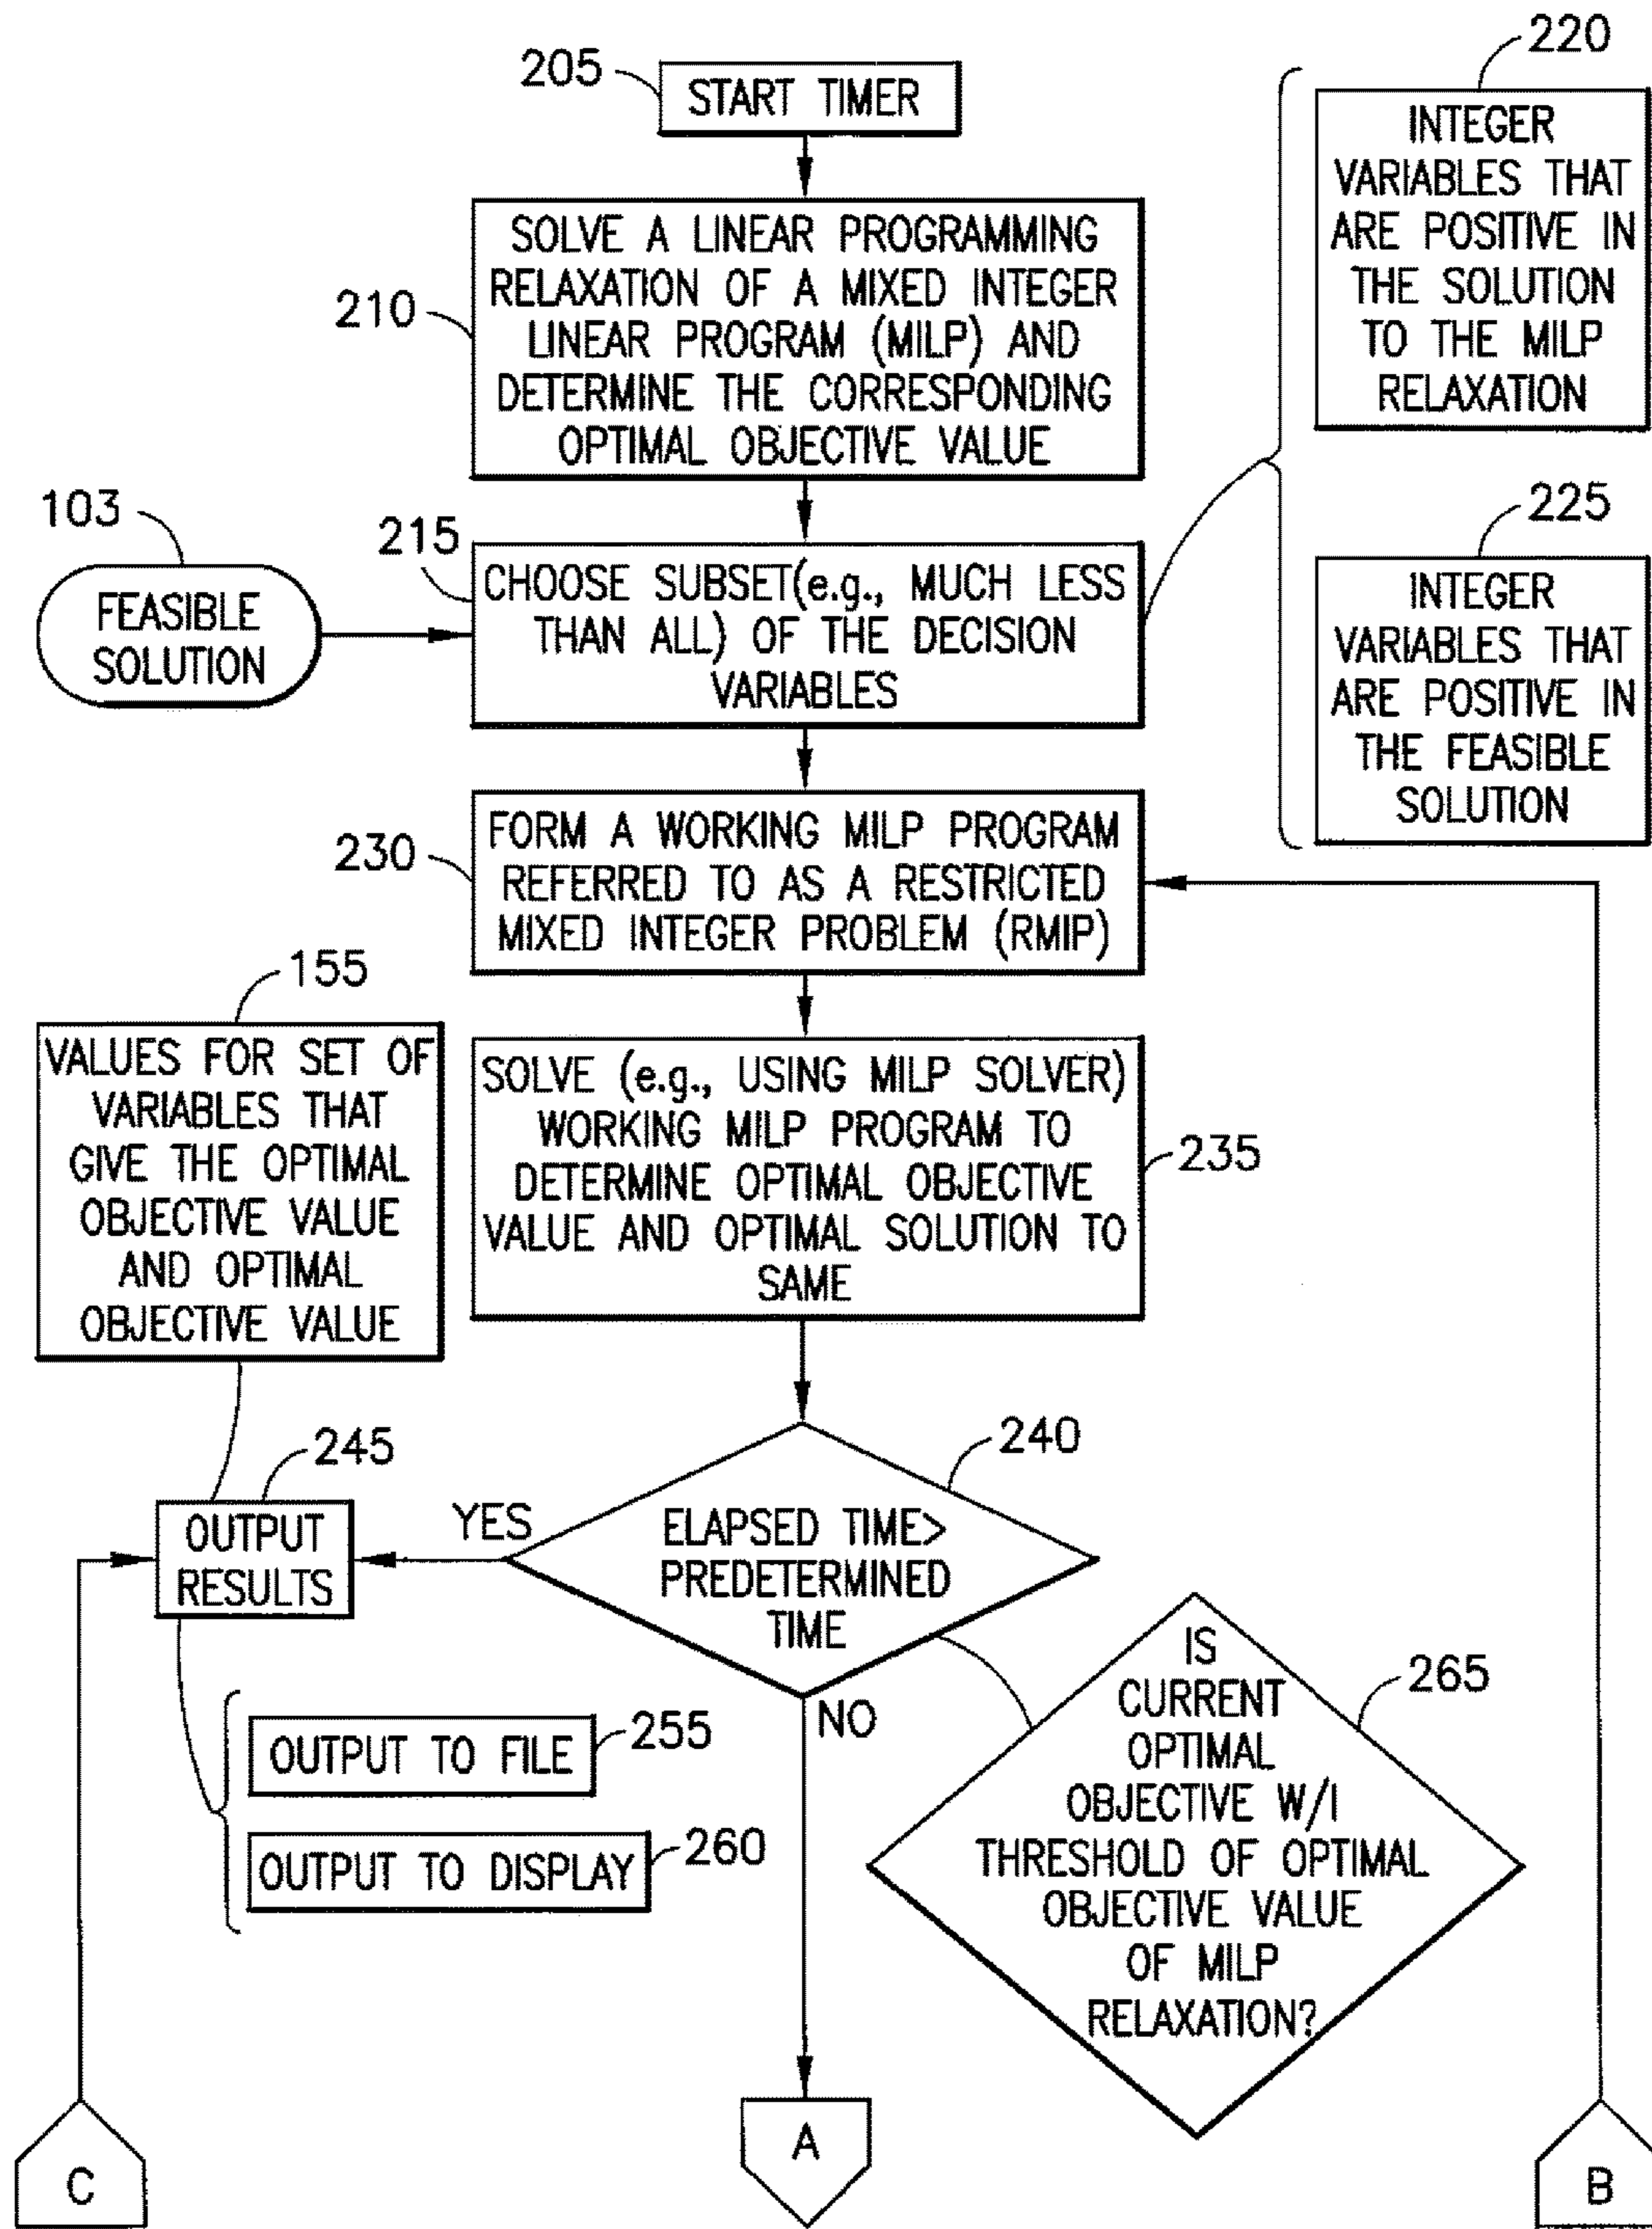 205
START TIMER
220
INTEGER
VARIABLES THAT
ARE POSITIVE IN
THE SOLUTION
TO THE MILP
RELAXATION
210
SOLVE A LINEAR PROGRAMMING
RELAXATION OF A MIXED INTEGER
LINEAR PROGRAM (MILP) AND
DETERMINE THE CORRESPONDING
OPTIMAL OBJECTIVE VALUE
225
INTEGER
VARIABLES THAT
ARE POSITIVE IN
THE FEASIBLE
SOLUTION
103
FEASIBLE
SOLUTION
215
CHOOSE SUBSET(e.g., MUCH LESS
THAN ALL) OF THE DECISION
VARIABLES
230
FORM A WORKING MILP PROGRAM
REFERRED TO AS A RESTRICTED
MIXED INTEGER PROBLEM (RMIP)
155
VALUES FOR SET OF
VARIABLES THAT
GIVE THE OPTIMAL
OBJECTIVE VALUE
AND OPTIMAL
OBJECTIVE VALUE
SOLVE (e.g., USING MILP SOLVER)
WORKING MILP PROGRAM TO
DETERMINE OPTIMAL OBJECTIVE
VALUE AND OPTIMAL SOLUTION TO
SAME
235
240
ELAPSED TIME>
PREDETERMINED
TIME
YES
NO
245
OUTPUT
RESULTS
OUTPUT TO FILE
255
OUTPUT TO DISPLAY
260
265
IS
CURRENT
OPTIMAL
OBJECTIVE W/I
THRESHOLD OF OPTIMAL
OBJECTIVE VALUE
OF MILP
RELAXATION?
C
A
B